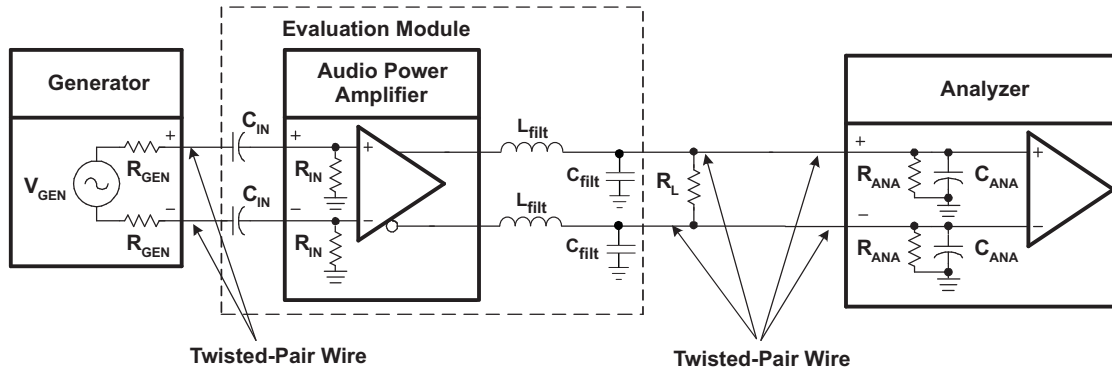 Evaluation Module
Generator
Audio Power
Amplifier
Analyzer
C_IN
L_filt
+
+
+
+
+
R_GEN
R_IN
C_filt
R_L
R_ANA
C_ANA
V_GEN
C_IN
L_filt
−
−
−
−
−
R_GEN
R_IN
C_filt
R_ANA
C_ANA
Twisted-Pair Wire
Twisted-Pair Wire